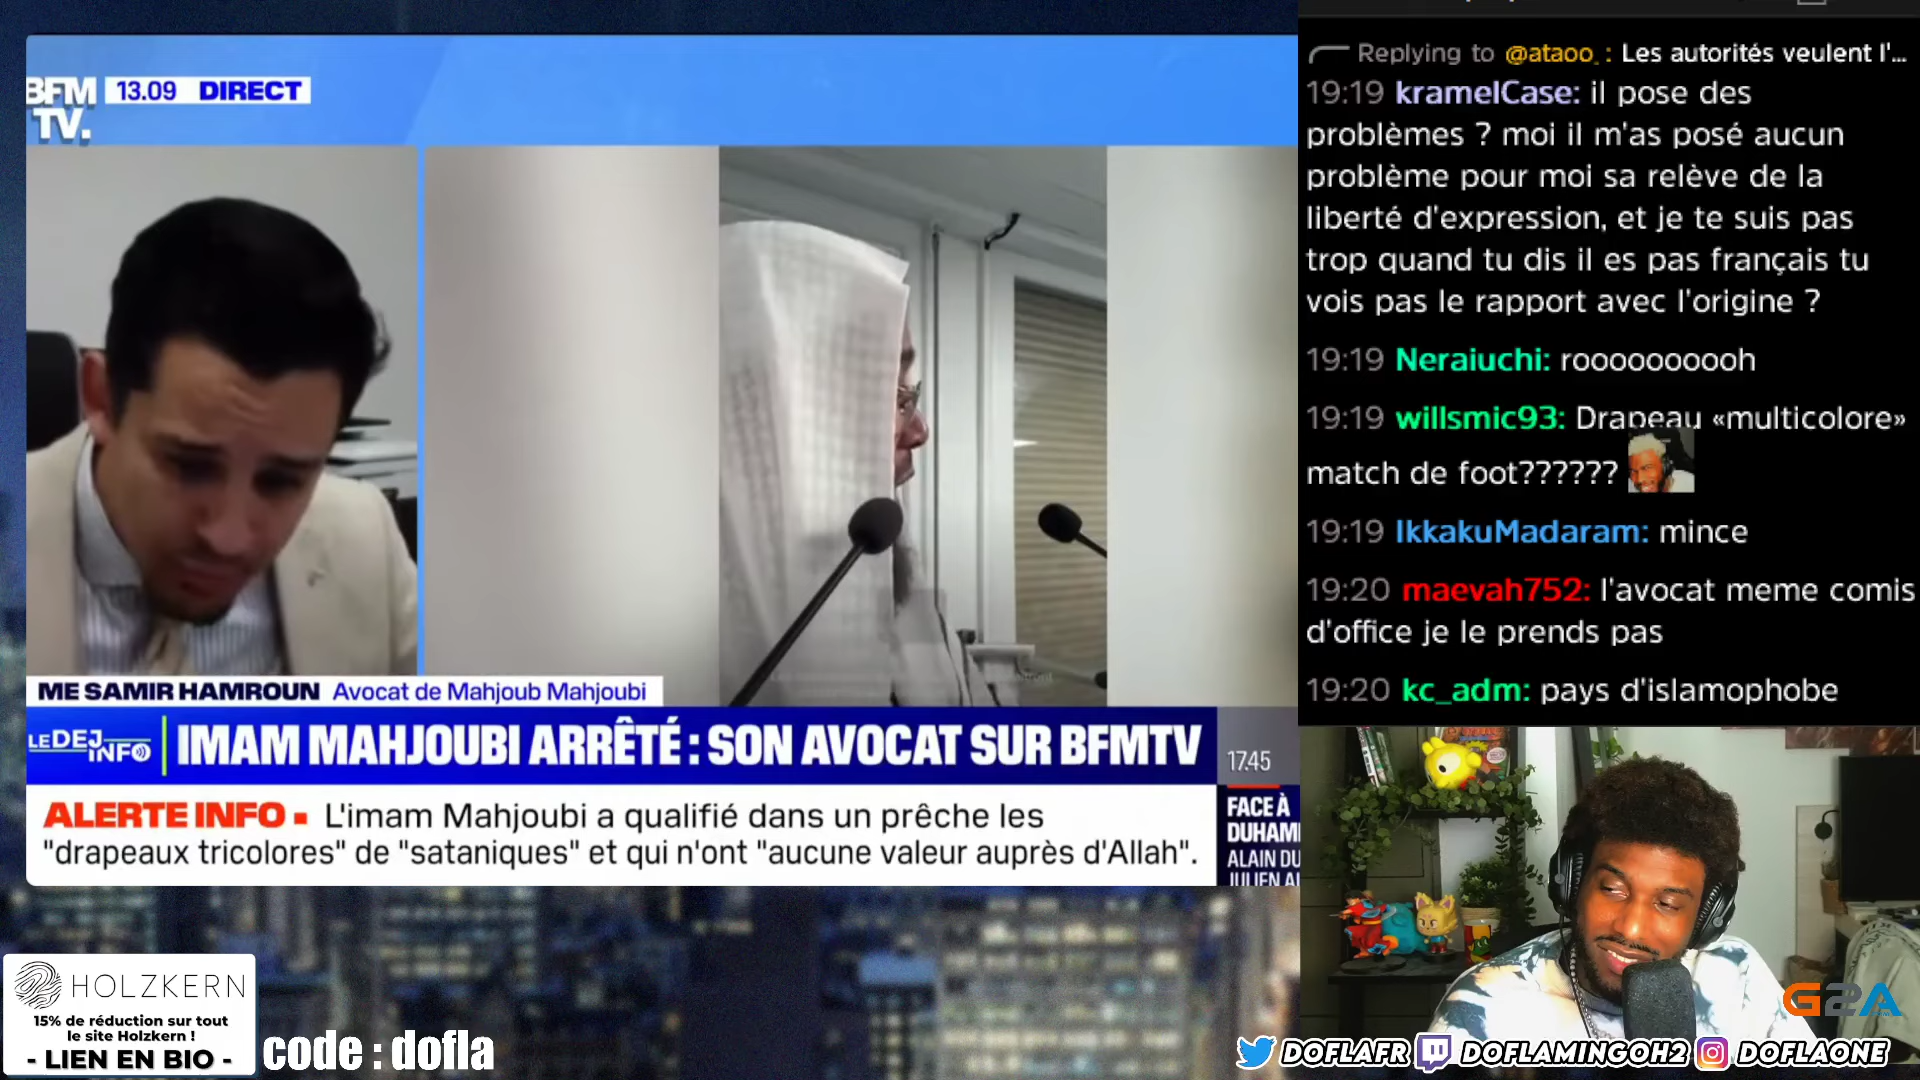 BFM
TV.
13.09 DIRECT
ME SAMIR HAMROUN Avocat de Mahjoub Mahjoubi
LE DEJ
INFO
IMAM MAHJOUBI ARRÊTÉ : SON AVOCAT SUR BFMTV
17.45
ALERTE INFO ▪ L'imam Mahjoubi a qualifié dans un prêche les
"drapeaux tricolores" de "sataniques" et qui n'ont "aucune valeur auprès d'Allah".
FACE À
DUHAM
ALAIN DU
JULIEN A
Replying to @ataoo_: Les autorités veulent l'...
19:19 kramelCase: il pose des
problèmes ? moi il m'as posé aucun
problème pour moi sa relève de la
liberté d'expression, et je te suis pas
trop quand tu dis il es pas français tu
vois pas le rapport avec l'origine ?
19:19 Neraiuchi: roooooooooh
19:19 willsmic93: Drapeau «multicolore»
match de foot??????
19:19 IkkakuMadaram: mince
19:20 maevah752: l'avocat meme comis
d'office je le prends pas
19:20 kc_adm: pays d'islamophobe
HOLZKERN
15% de réduction sur tout
le site Holzkern !
- LIEN EN BIO -
code : dofla
G2A
DOFLAFR DOFLAMINGOH2 DOFLAONE